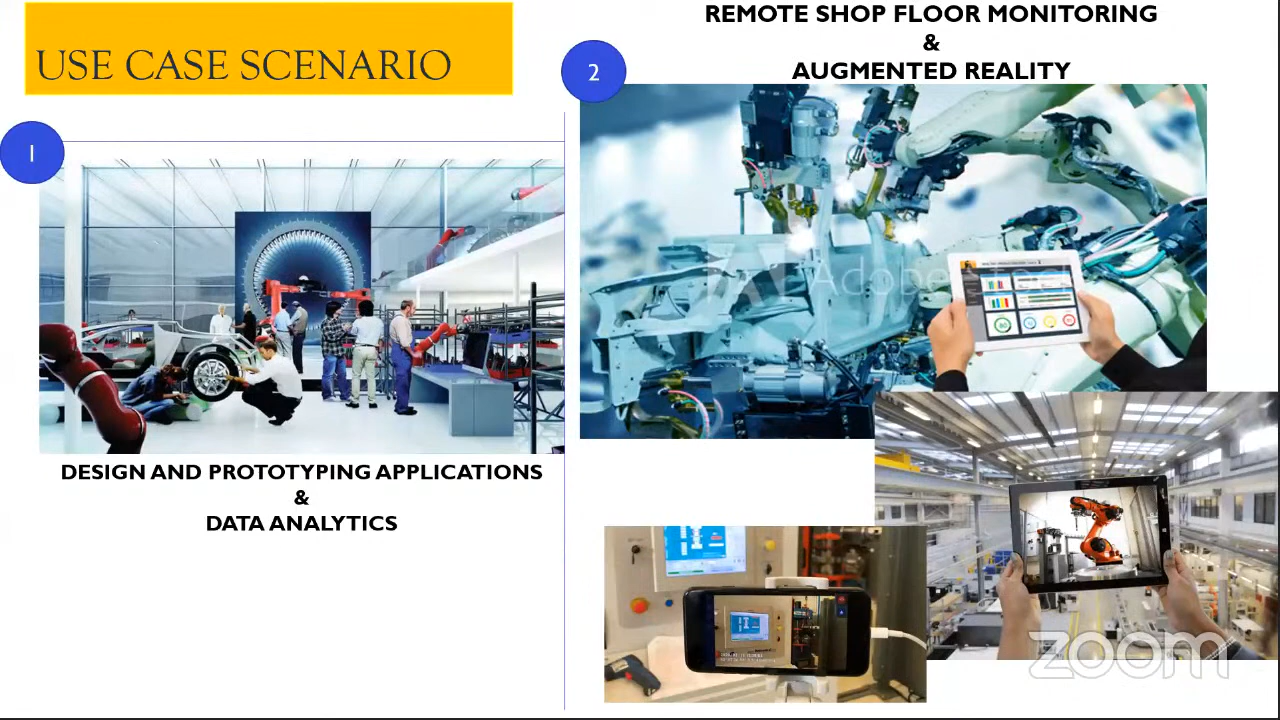 USE CASE SCENARIO
1
DESIGN AND PROTOTYPING APPLICATIONS
&
DATA ANALYTICS
2
REMOTE SHOP FLOOR MONITORING
&
AUGMENTED REALITY
zoom